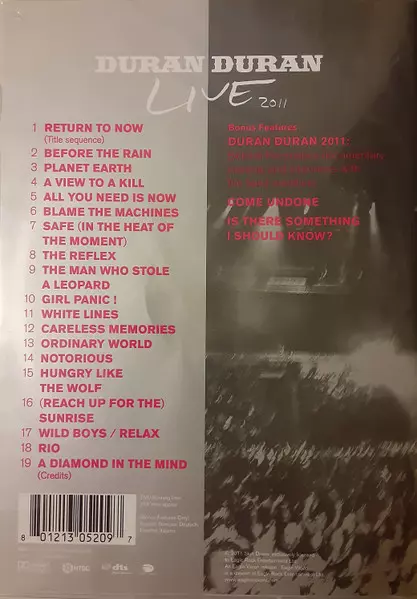 DURAN DURAN
LIVE 2011
1 RETURN TO NOW
(Title sequence)
2 BEFORE THE RAIN
3 PLANET EARTH
4 A VIEW TO A KILL
5 ALL YOU NEED IS NOW
6 BLAME THE MACHINES
7 SAFE (IN THE HEAT OF
THE MOMENT)
8 THE REFLEX
9 THE MAN WHO STOLE
A LEOPARD
10 GIRL PANIC !
11 WHITE LINES
12 CARELESS MEMORIES
13 ORDINARY WORLD
14 NOTORIOUS
15 HUNGRY LIKE
THE WOLF
16 (REACH UP FOR THE)
SUNRISE
17 WILD BOYS / RELAX
18 RIO
19 A DIAMOND IN THE MIND
(Credits)
Bonus Features
DURAN DURAN 2011:
COME UNDONE
IS THERE SOMETHING
I SHOULD KNOW?
8 01213 05209 7
NTSC
dts